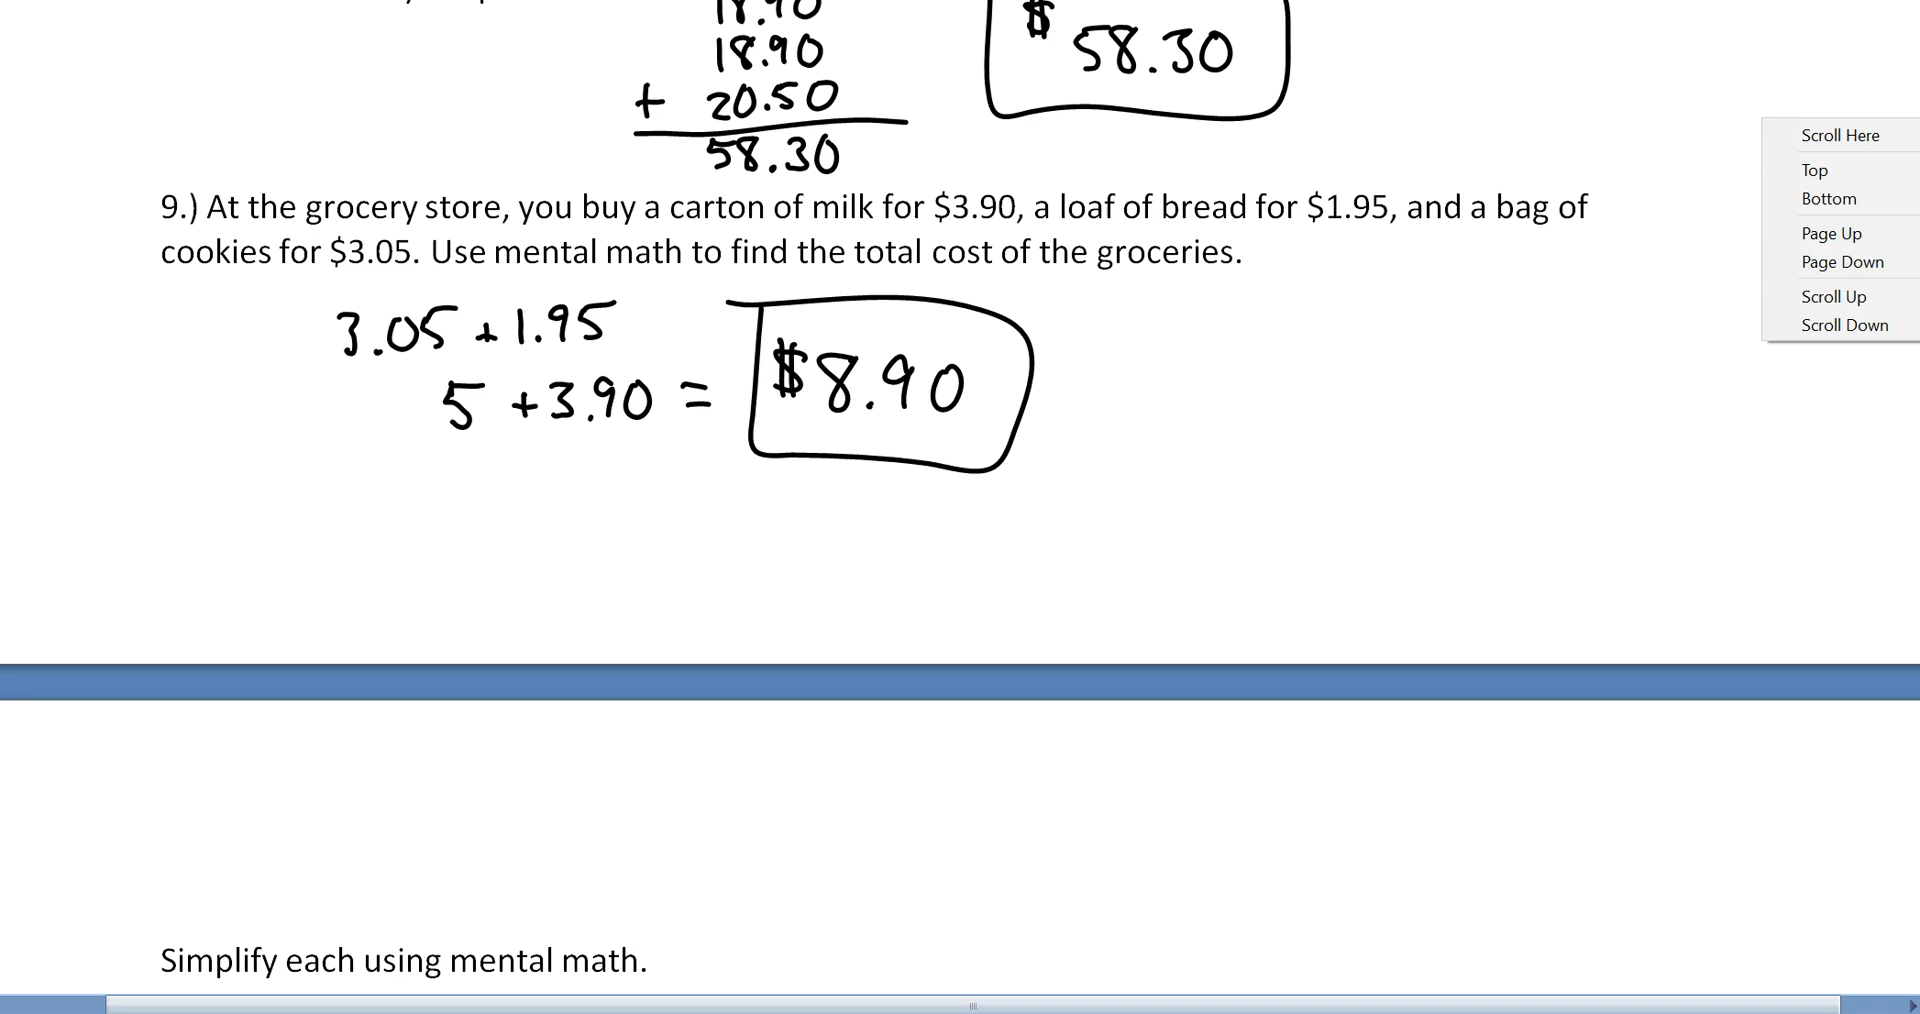 18.90
$
58.30
18.90
+ 20.50
58.30
9.) At the grocery store, you buy a carton of milk for $3.90, a loaf of bread for $1.95, and a bag of
cookies for $3.05. Use mental math to find the total cost of the groceries.
3.05 + 1.95
5 + 3.90 = $8.90
Simplify each using mental math.
Scroll Here
Top
Bottom
Page Up
Page Down
Scroll Up
Scroll Down